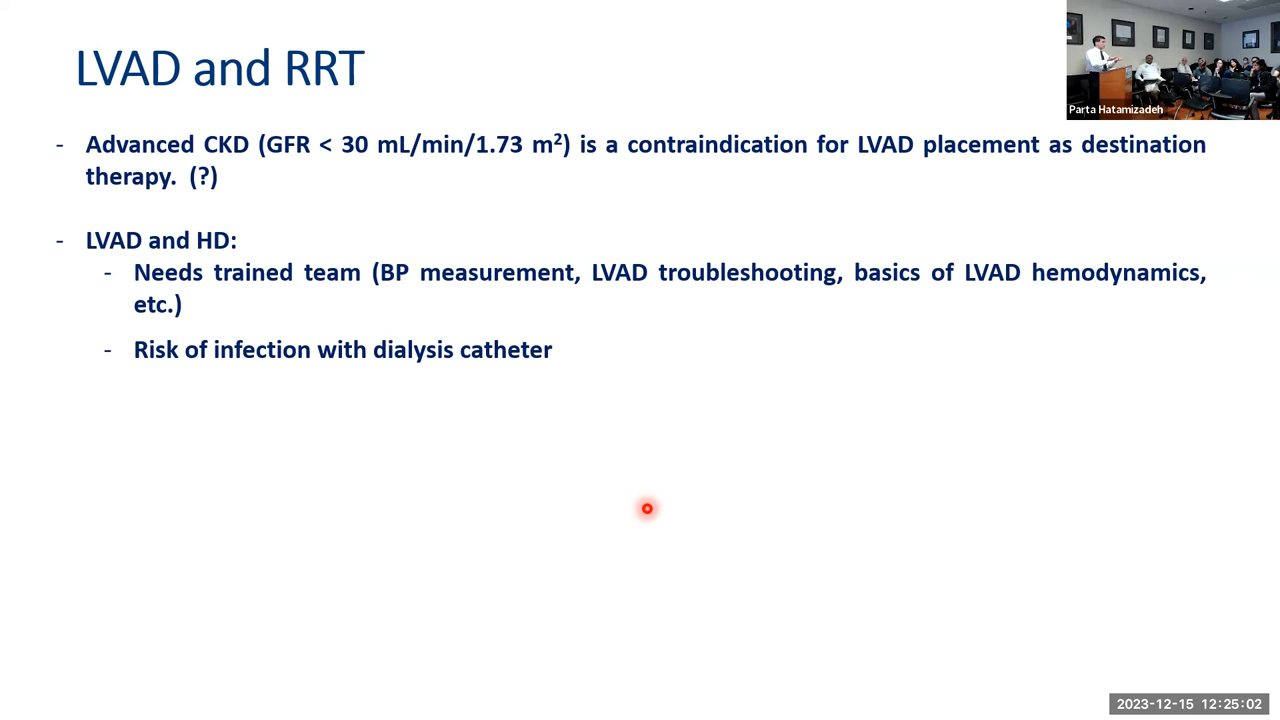 LVAD and RRT
Parta Hatamizadeh
- Advanced CKD (GFR < 30 mL/min/1.73 m²) is a contraindication for LVAD placement as destination
therapy. (?)
- LVAD and HD:
- Needs trained team (BP measurement, LVAD troubleshooting, basics of LVAD hemodynamics,
etc.)
- Risk of infection with dialysis catheter
2023-12-15 12:25:02